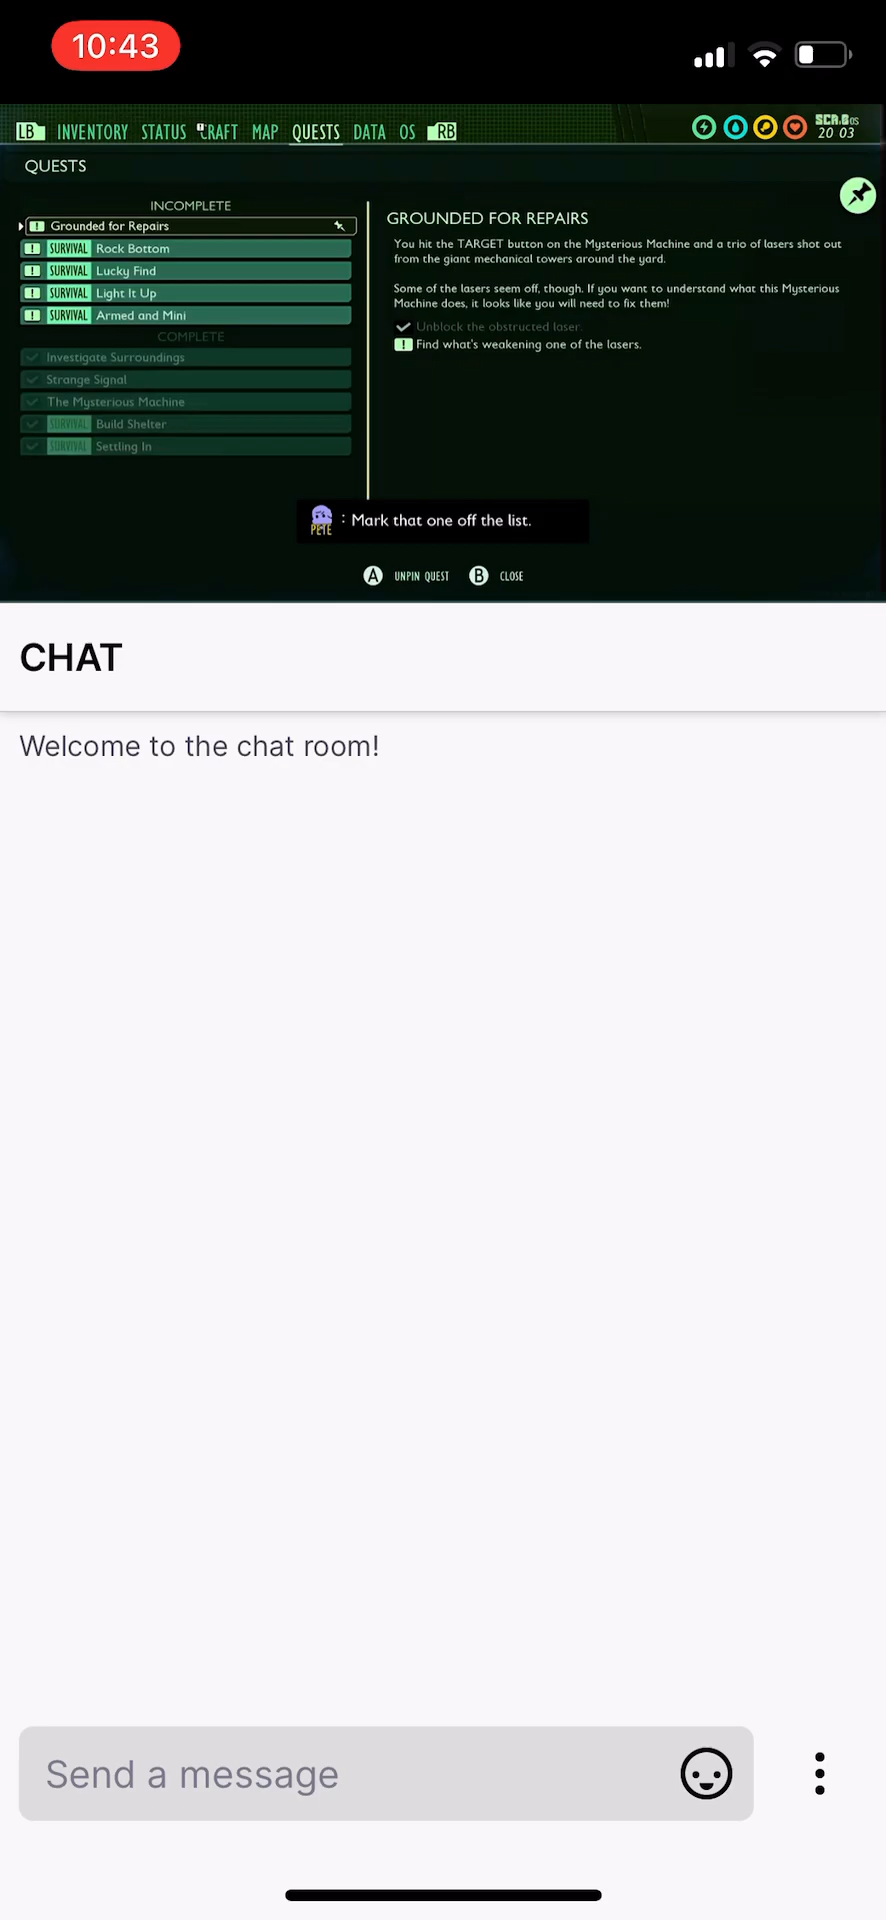 10:43
LB INVENTORY STATUS CRAFT MAP QUESTS DATA OS RB
SCA.B OS
20 03
QUESTS
INCOMPLETE
Grounded for Repairs
SURVIVAL Rock Bottom
SURVIVAL Lucky Find
SURVIVAL Light It Up
SURVIVAL Armed and Mini
COMPLETE
Investigate Surroundings
Strange Signal
The Mysterious Machine
SURVIVAL Build Shelter
SURVIVAL Settling In
GROUNDED FOR REPAIRS
You hit the TARGET button on the Mysterious Machine and a trio of lasers shot out
from the giant mechanical towers around the yard.
Some of the lasers seem off, though. If you want to understand what this Mysterious
Machine does, it looks like you will need to fix them!
Unblock the obstructed laser.
Find what's weakening one of the lasers.
PETE : Mark that one off the list.
A UNPIN QUEST B CLOSE
CHAT
Welcome to the chat room!
Send a message